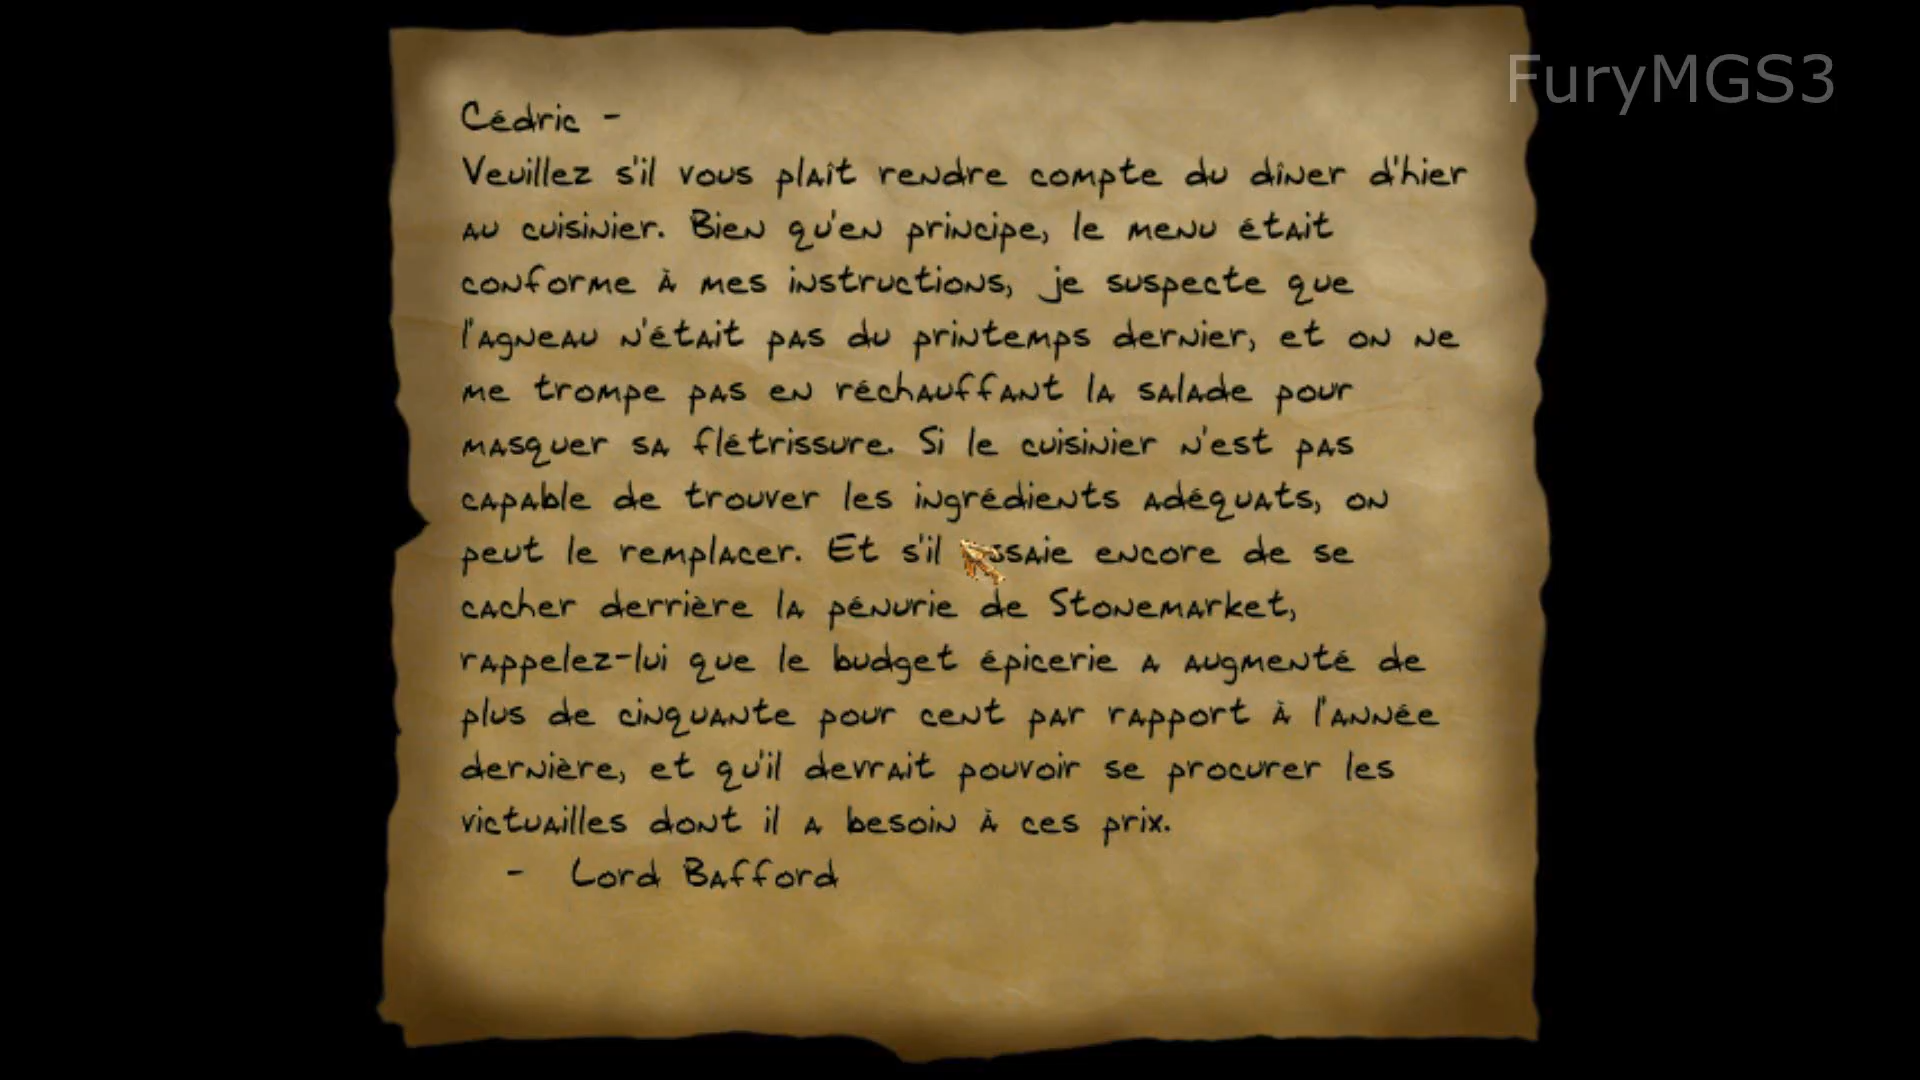 FuryMGS3
Cédric -
Veuillez s'il vous plaît rendre compte du dîner d'hier
au cuisinier. Bien qu'en principe, le menu était
conforme à mes instructions, je suspecte que
l'agneau n'était pas du printemps dernier, et on ne
me trompe pas en réchauffant la salade pour
masquer sa flétrissure. Si le cuisinier n'est pas
capable de trouver les ingrédients adéquats, on
peut le remplacer. Et s'il essaie encore de se
cacher derrière la pénurie de Stonemarket,
rappelez-lui que le budget épicerie a augmenté de
plus de cinquante pour cent par rapport à l'année
dernière, et qu'il devrait pouvoir se procurer les
victuailles dont il a besoin à ces prix.
- Lord Bafford